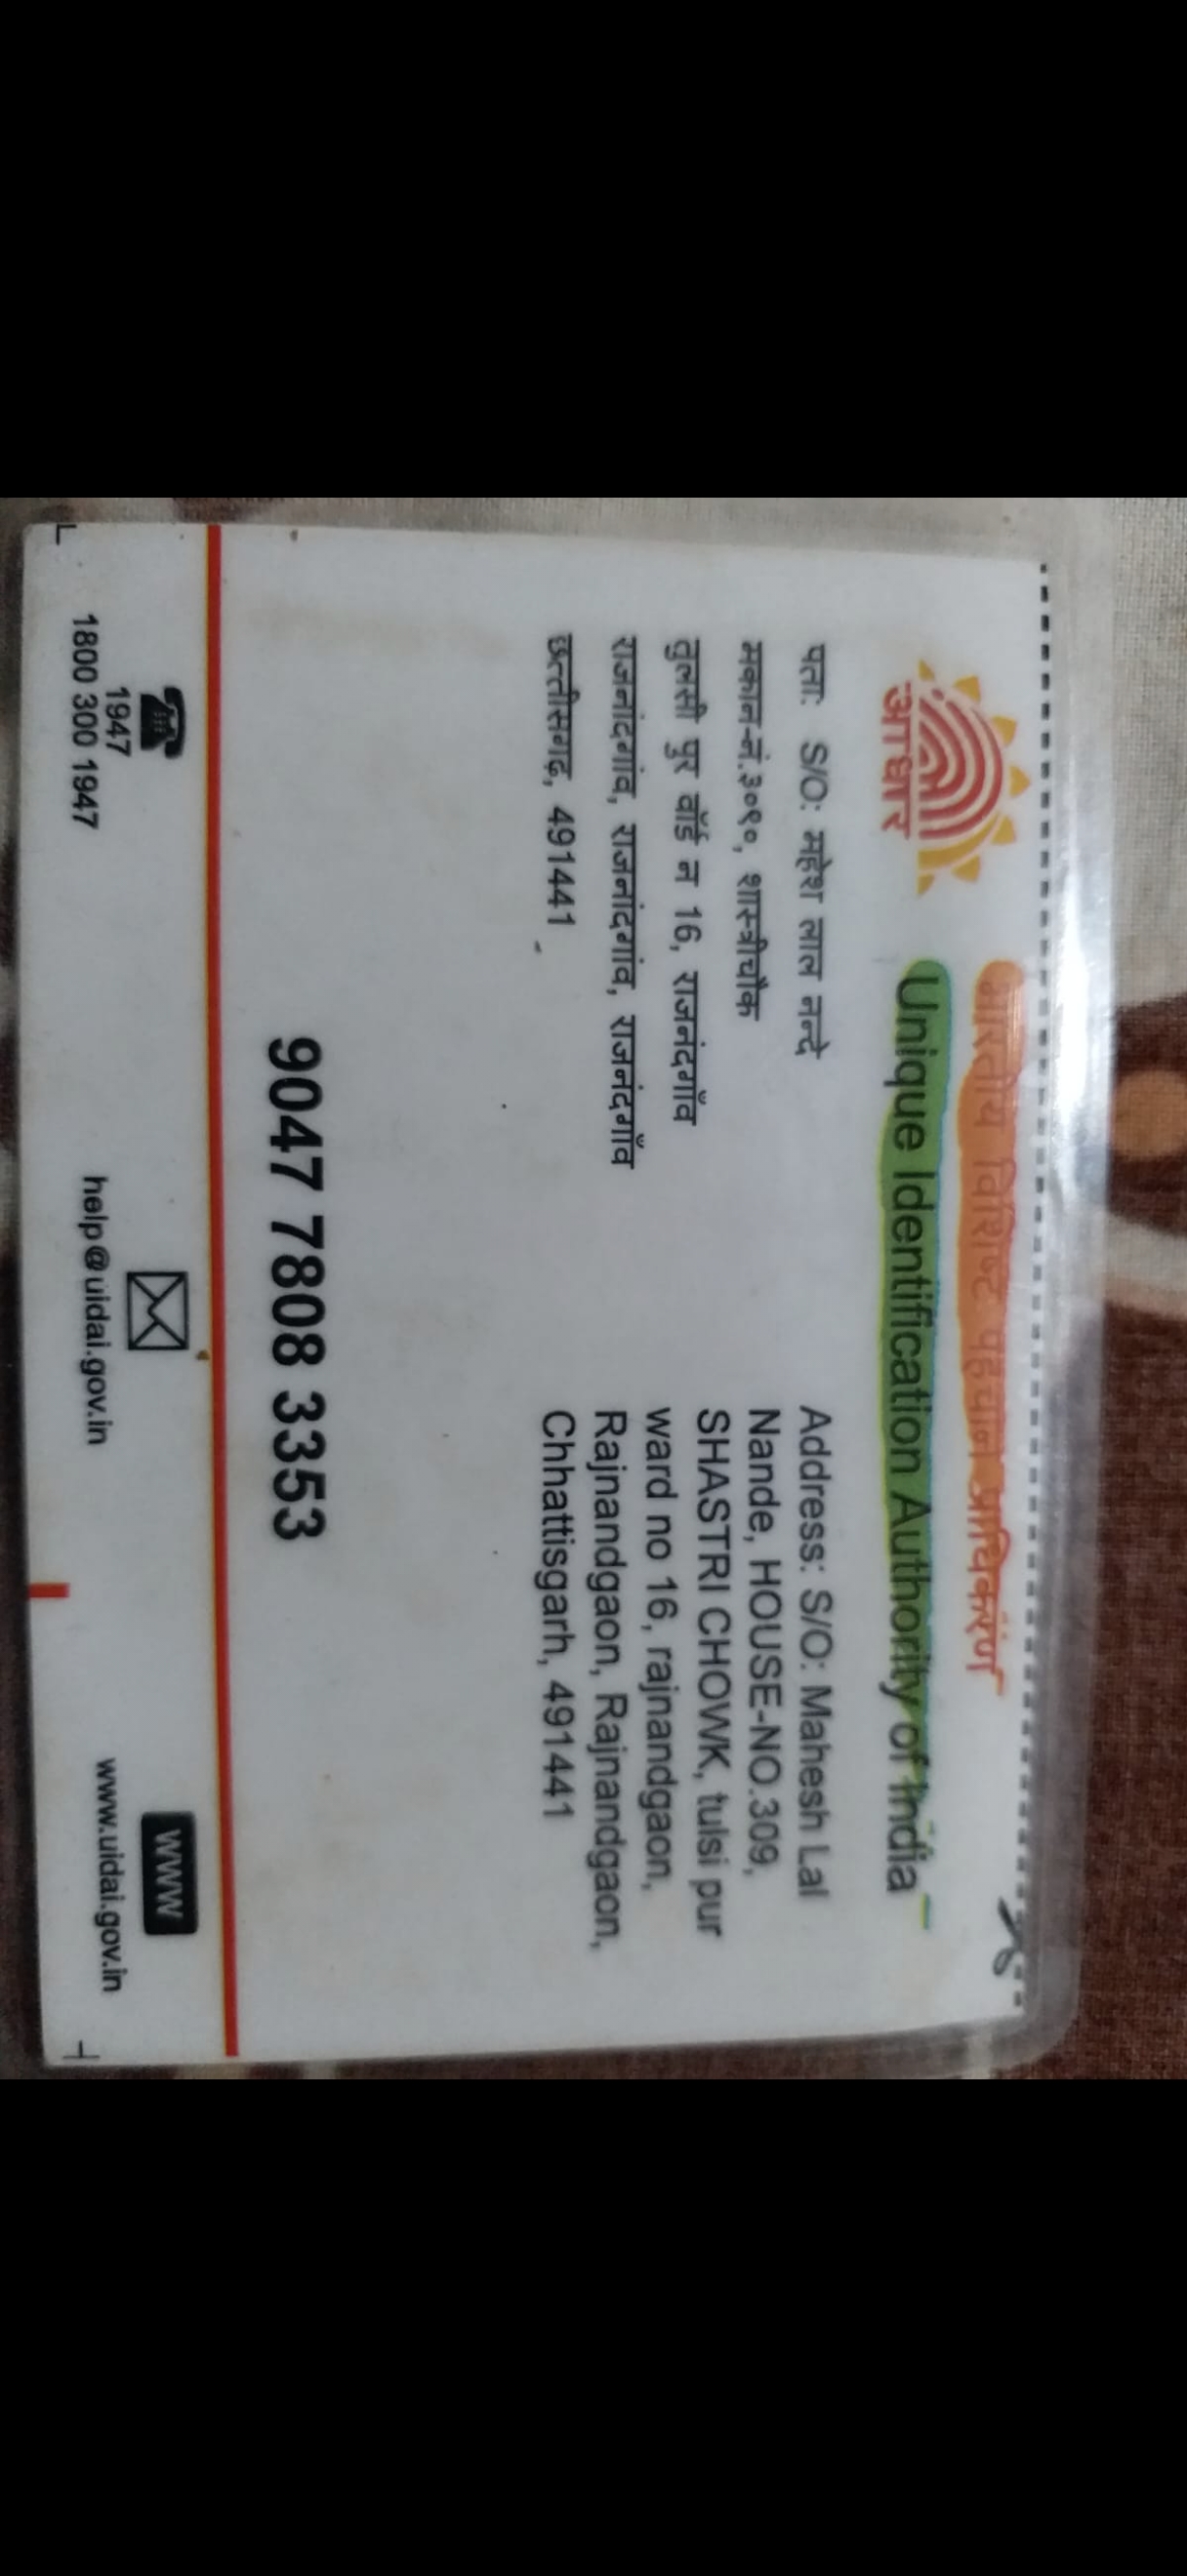 आधार
भारतीय विशिष्ट पहचान प्राधिकरण
Unique Identification Authority of India
पताः S/O: महेश लाल नन्दे
मकान-नं.३०९०, शास्त्रीचौक
तुलसी पुर वॉर्ड न 16, राजनंदगाँव
राजनांदगांव, राजनांदगांव, राजनंदगाँव
छत्तीसगढ, 491441
Address: S/O: Mahesh Lal
Nande, HOUSE-NO.309,
SHASTRI CHOWK, tulsi pur
ward no 16, rajnandgaon,
Rajnandgaon, Rajnandgaon,
Chhattisgarh, 491441
9047 7808 3353
1947
1800 300 1947
help@uidai.gov.in
WWW
www.uidai.gov.in